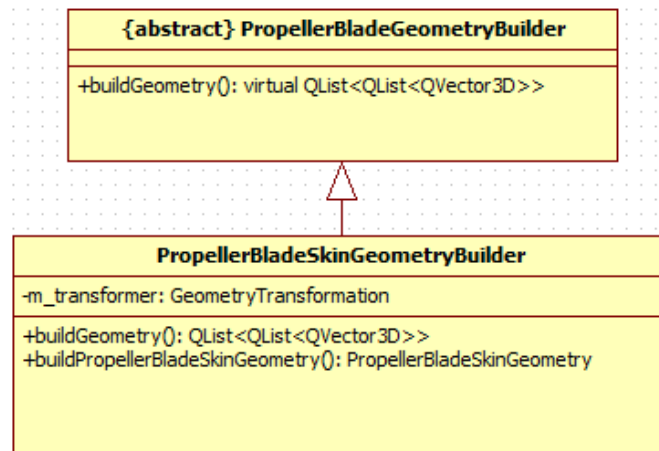 {abstract} PropellerBladeGeometryBuilder
+buildGeometry(): virtual QList<QList<QVector3D>>
PropellerBladeSkinGeometryBuilder
-m_transformer: GeometryTransformation
+buildGeometry(): QList<QList<QVector3D>>
+buildPropellerBladeSkinGeometry(): PropellerBladeSkinGeometry